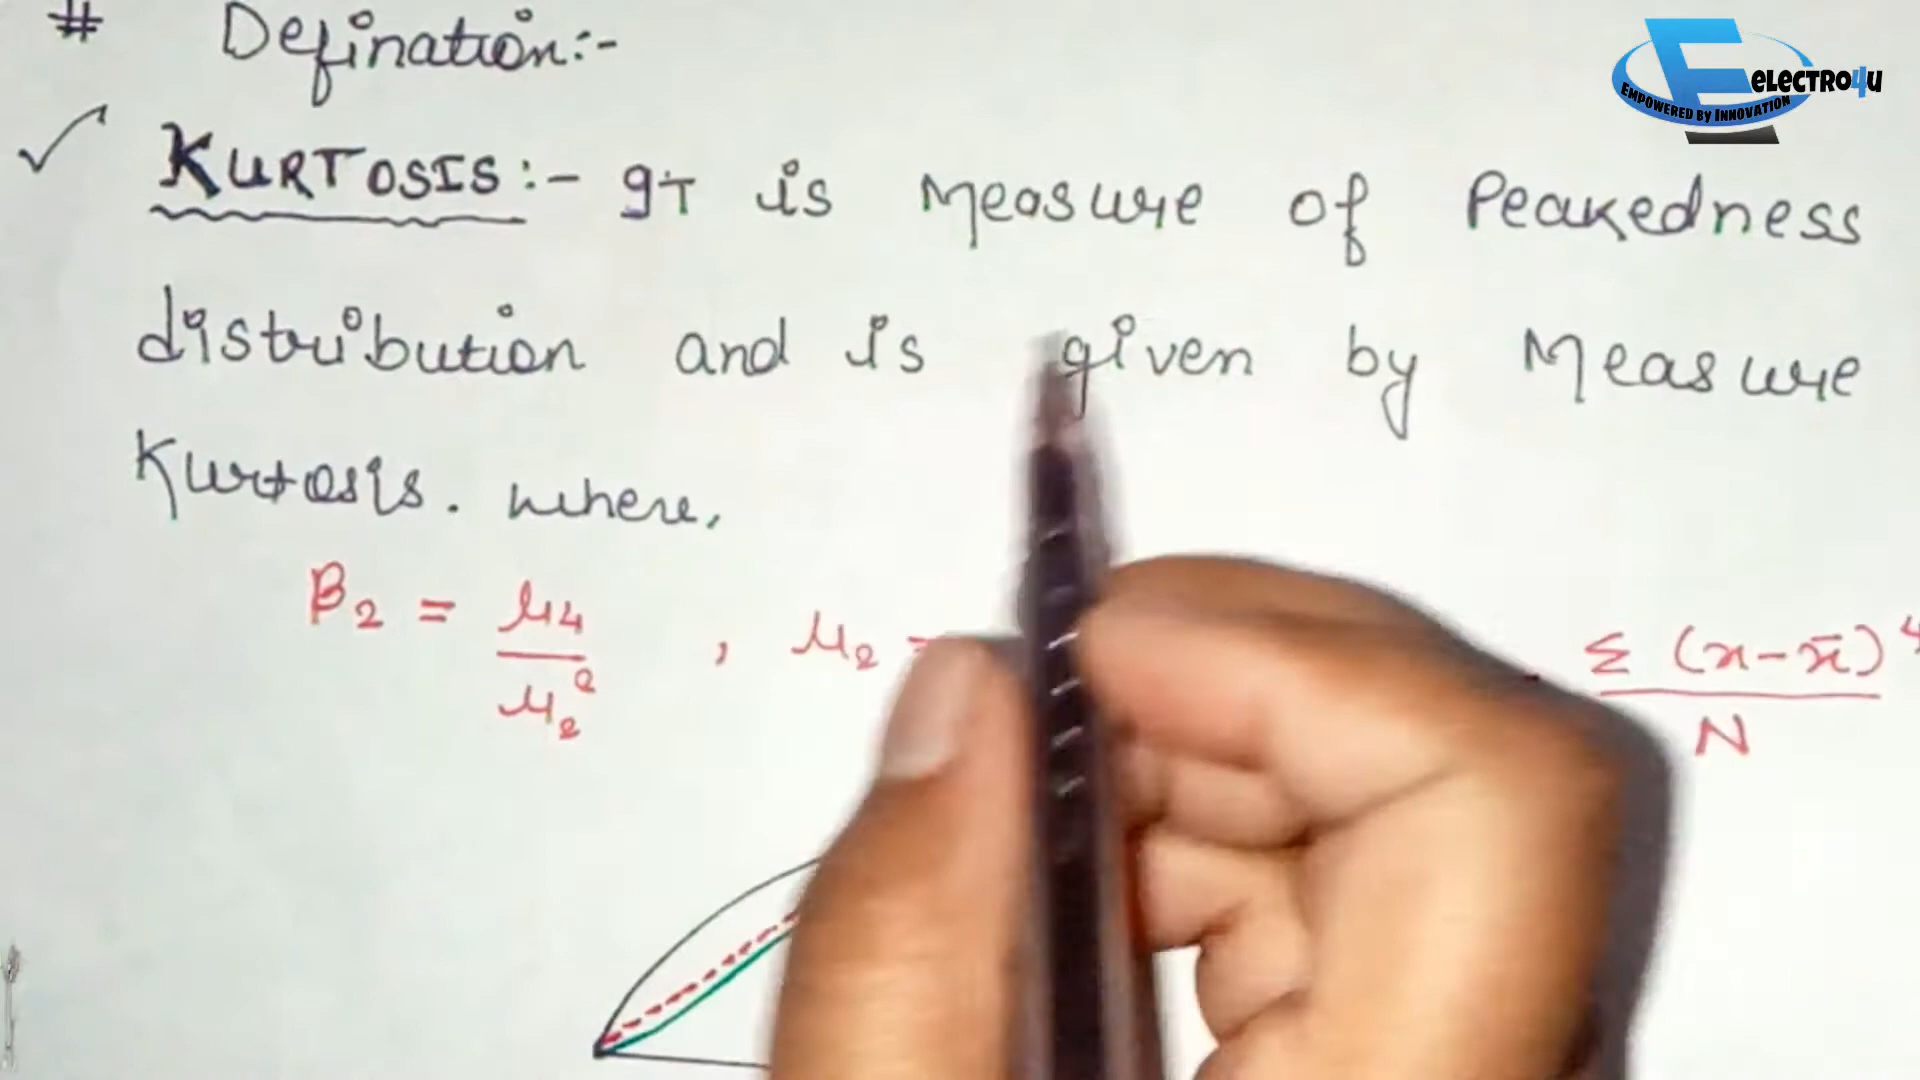 # Defination:-
✓ KURTOSIS:- IT is Measure of Peakedness
distribution and is given by Measure
Kurtosis. where,
β₂ = μ₄ / μ₂² , μ₂ = Σ (x-x̄)⁴ / N
ELECTRO4U
EMPOWERED BY INNOVATION